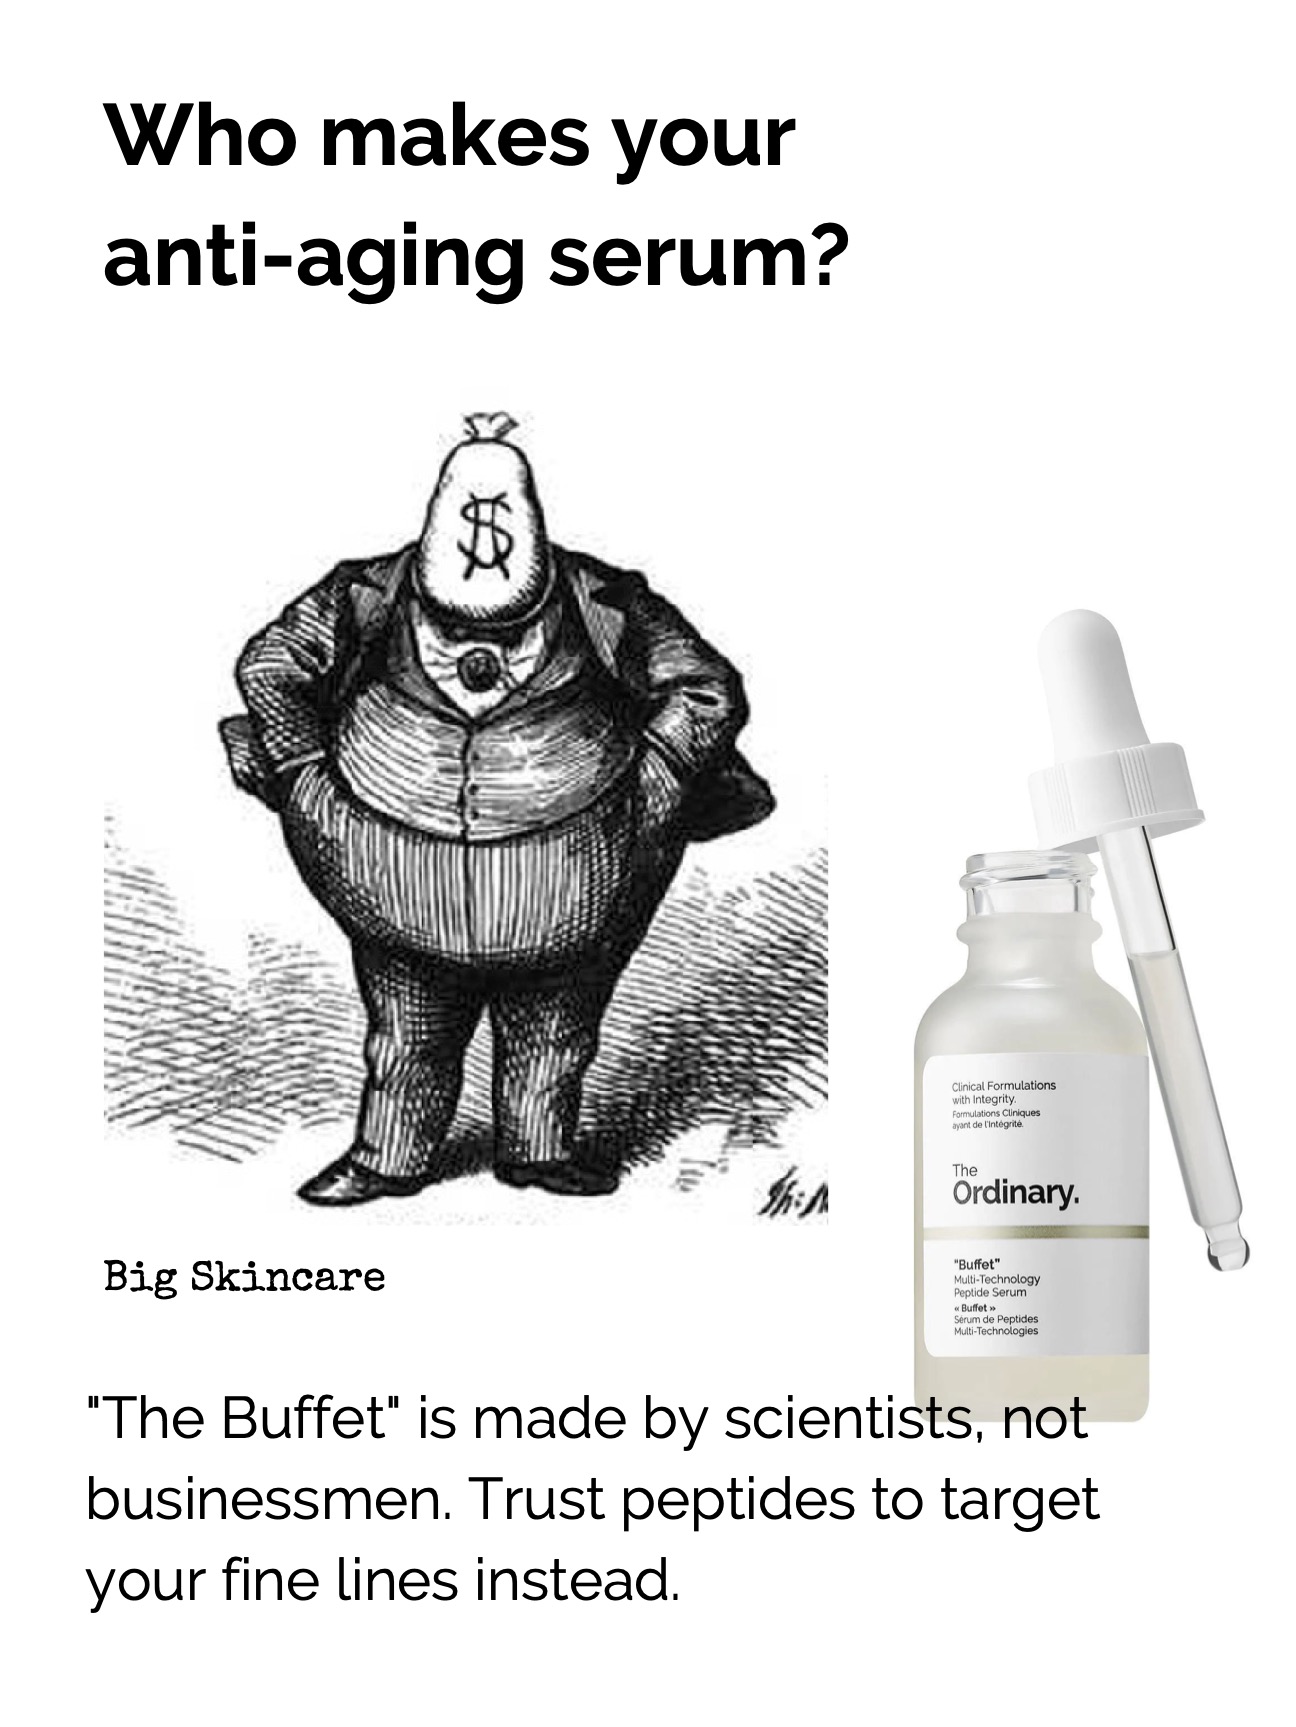 Who makes your
anti-aging serum?
$
Big Skincare
Clinical Formulations
with Integrity.
Formulations Cliniques
ayant de l'Intégrité.
The
Ordinary.
"Buffet"
Multi-Technology
Peptide Serum
« Buffet »
Sérum de Peptides
Multi-Technologies
"The Buffet" is made by scientists, not
businessmen. Trust peptides to target
your fine lines instead.